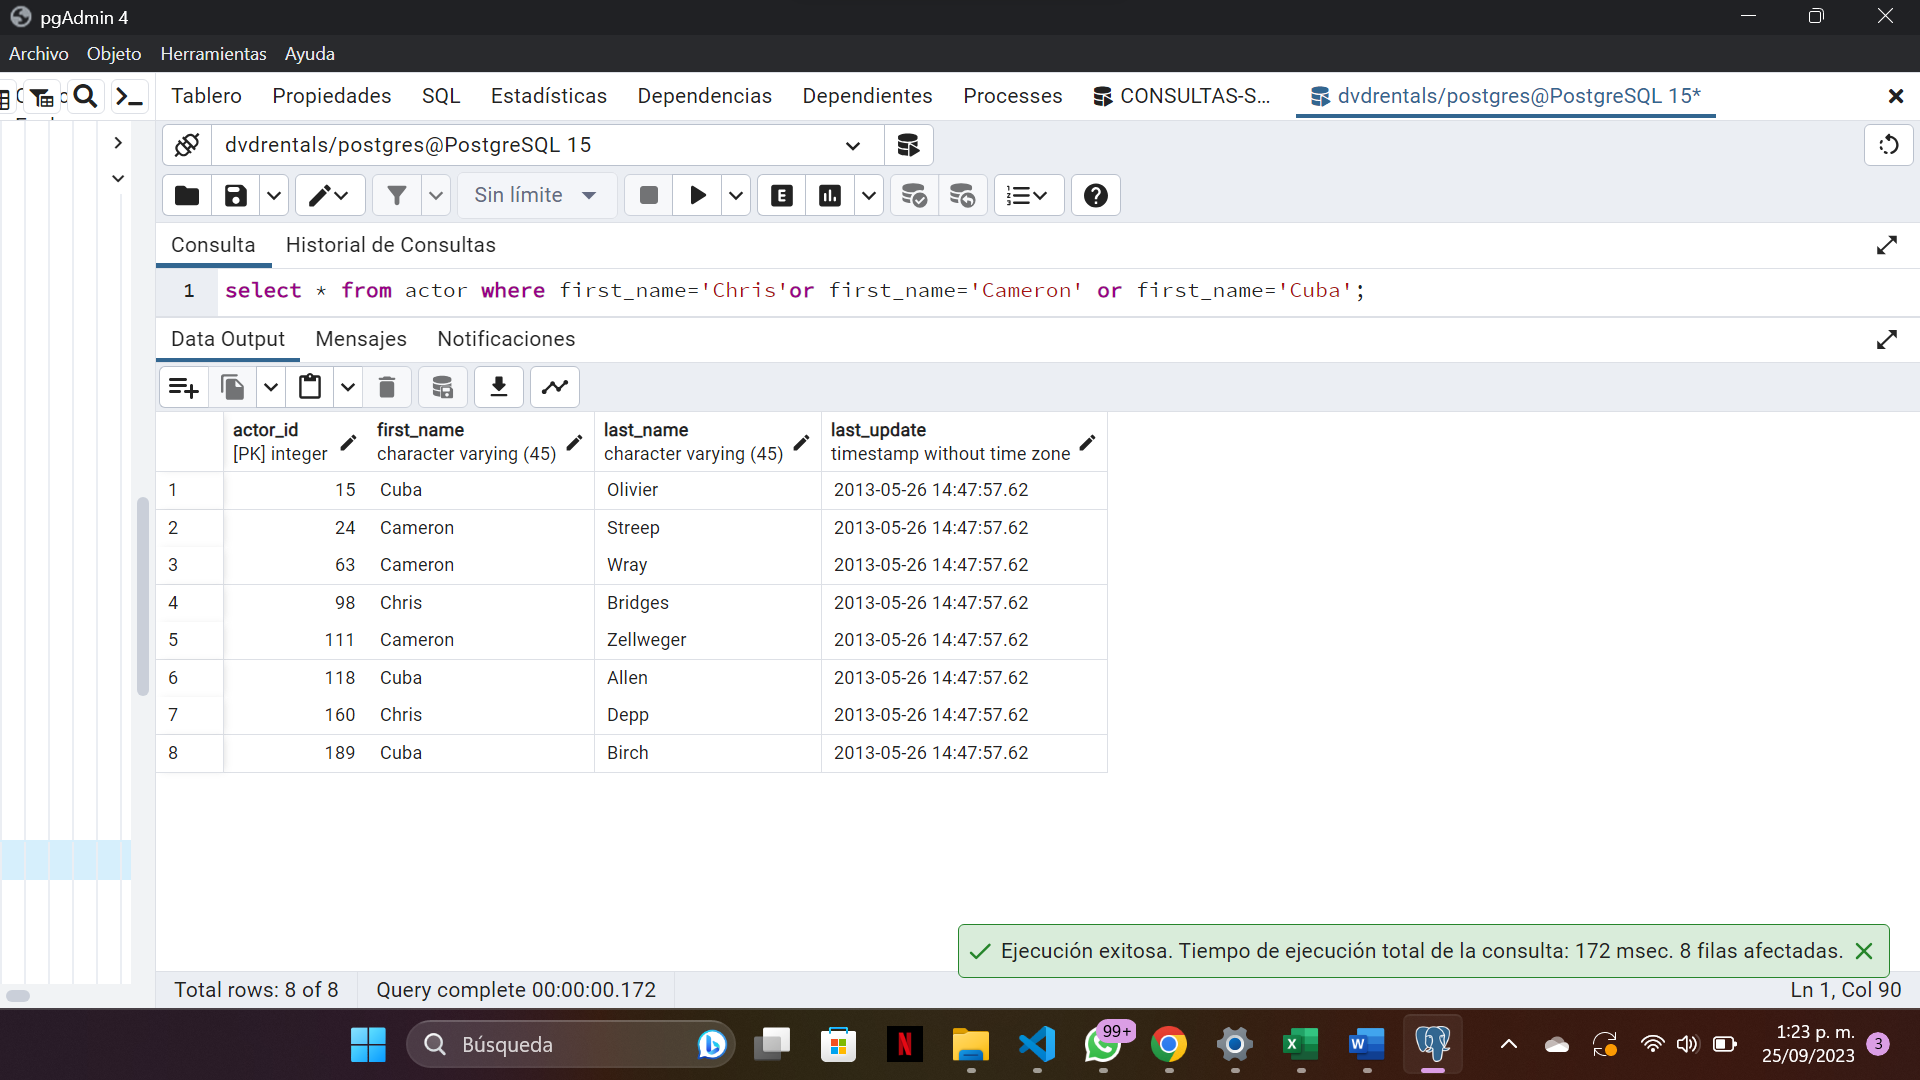 pgAdmin 4
Archivo Objeto Herramientas Ayuda
Tablero Propiedades SQL Estadísticas Dependencias Dependientes Processes CONSULTAS-S... dvdrentals/postgres@PostgreSQL 15*
dvdrentals/postgres@PostgreSQL 15
Sin límite
Consulta Historial de Consultas
1 select * from actor where first_name='Chris'or first_name='Cameron' or first_name='Cuba';
Data Output Mensajes Notificaciones
actor_id first_name last_name last_update
[PK] integer character varying (45) character varying (45) timestamp without time zone
1 15 Cuba Olivier 2013-05-26 14:47:57.62
2 24 Cameron Streep 2013-05-26 14:47:57.62
3 63 Cameron Wray 2013-05-26 14:47:57.62
4 98 Chris Bridges 2013-05-26 14:47:57.62
5 111 Cameron Zellweger 2013-05-26 14:47:57.62
6 118 Cuba Allen 2013-05-26 14:47:57.62
7 160 Chris Depp 2013-05-26 14:47:57.62
8 189 Cuba Birch 2013-05-26 14:47:57.62
Ejecución exitosa. Tiempo de ejecución total de la consulta: 172 msec. 8 filas afectadas.
Total rows: 8 of 8 Query complete 00:00:00.172 Ln 1, Col 90
Búsqueda 99+ 1:23 p. m.
25/09/2023 3